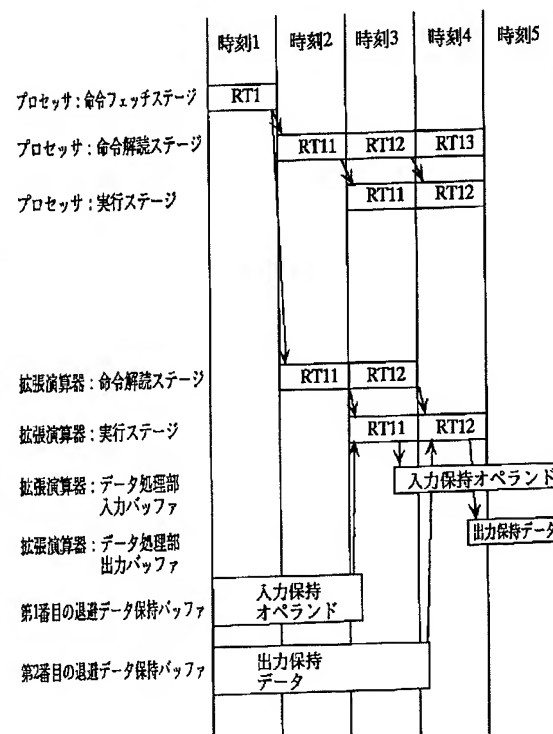 時刻1 時刻2 時刻3 時刻4 時刻5
プロセッサ：命令フェッチステージ RT1
プロセッサ：命令解読ステージ RT11 RT12 RT13
プロセッサ：実行ステージ RT11 RT12
拡張演算器：命令解読ステージ RT11 RT12
拡張演算器：実行ステージ RT11 RT12
拡張演算器：データ処理部
入力バッファ
入力保持オペランド
拡張演算器：データ処理部
出力バッファ
出力保持データ
第1番目の退避データ保持バッファ
入力保持
オペランド
第2番目の退避データ保持バッファ
出力保持
データ